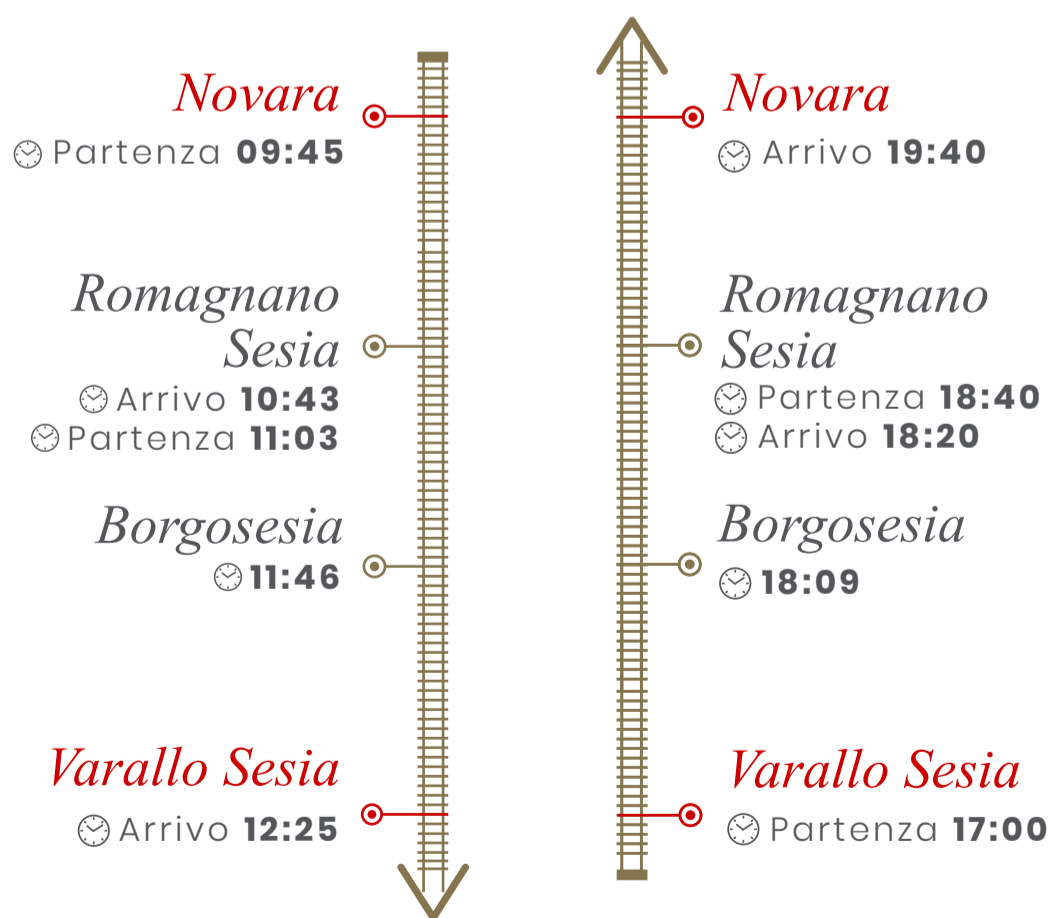 Novara
Partenza 09:45
Romagnano
Sesia
Arrivo 10:43
Partenza 11:03
Borgosesia
11:46
Varallo Sesia
Arrivo 12:25
Novara
Arrivo 19:40
Romagnano
Sesia
Partenza 18:40
Arrivo 18:20
Borgosesia
18:09
Varallo Sesia
Partenza 17:00